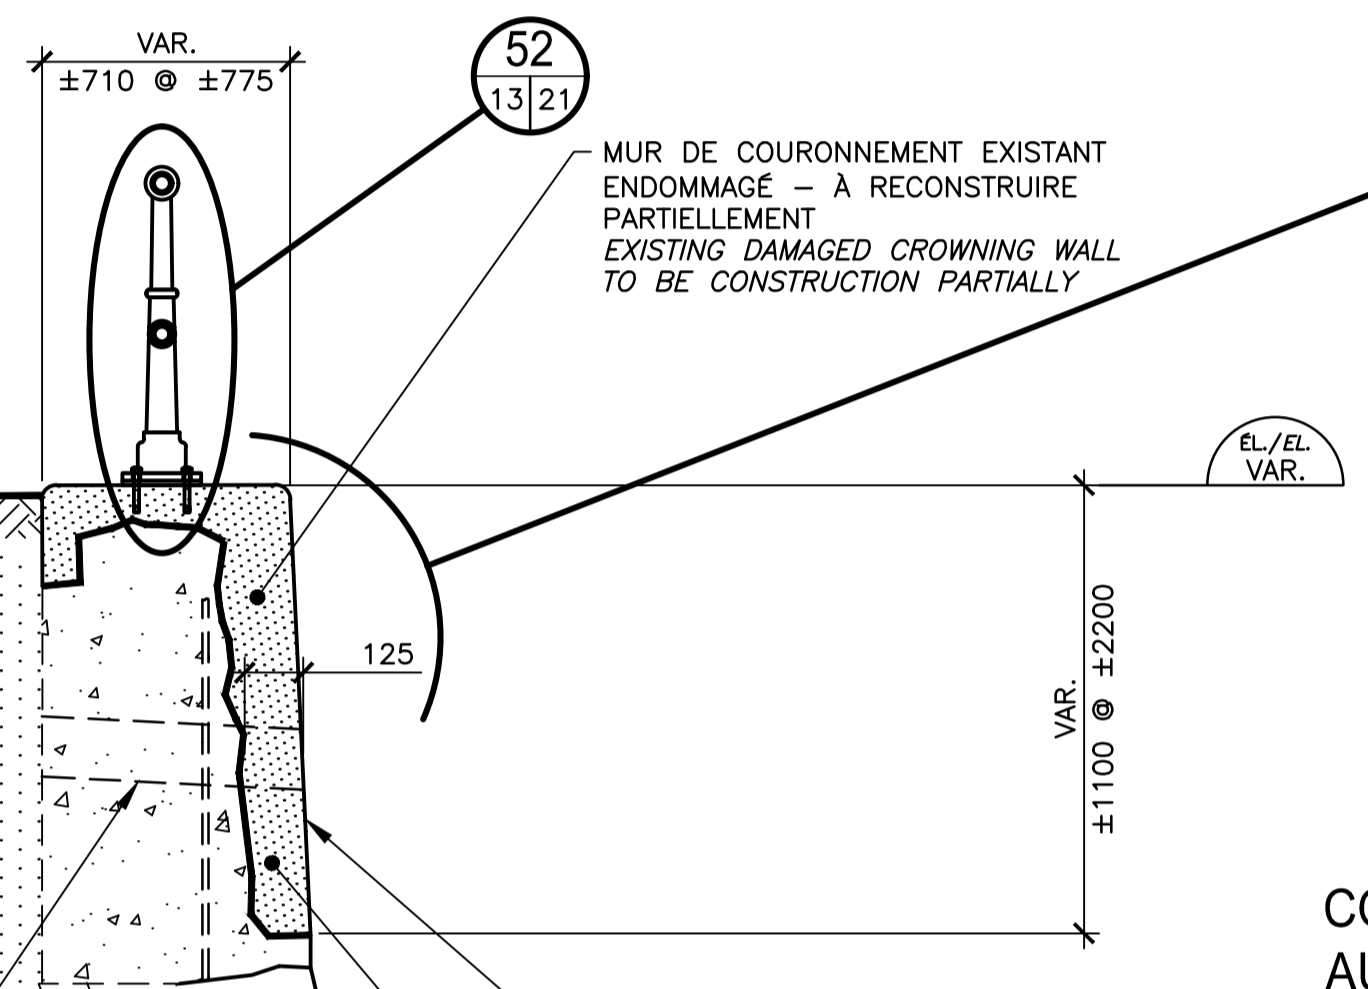 VAR.
±710 @ ±775
52
13 21
MUR DE COURONNEMENT EXISTANT
ENDOMMAGÉ – À RECONSTRUIRE
PARTIELLEMENT
EXISTING DAMAGED CROWNING WALL
TO BE CONSTRUCTION PARTIALLY
ÉL./EL.
VAR.
125
VAR.
±1100 @ ±2200